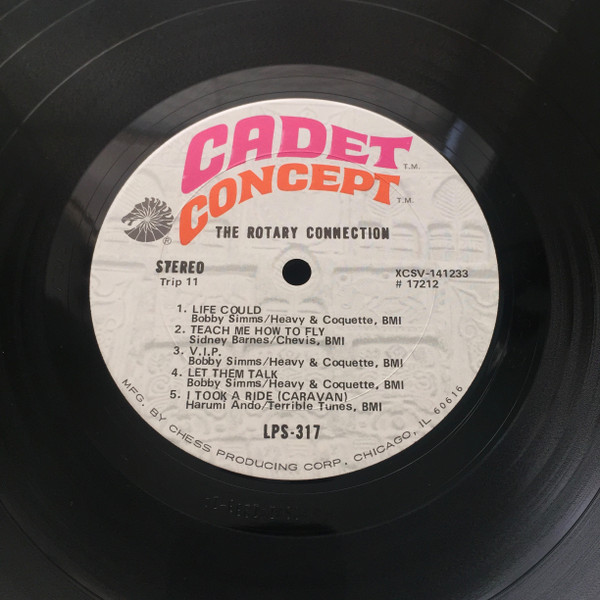 CADET T.M.
CONCEPT T.M.
®
THE ROTARY CONNECTION
STEREO
Trip 11
XCSV-141233
# 17212
1. LIFE COULD
Bobby Simms/Heavy & Coquette, BMI
2. TEACH ME HOW TO FLY
Sidney Barnes/Chevis, BMI
3. V.I.P.
Bobby Simms/Heavy & Coquette, BMI
4. LET THEM TALK
Bobby Simms/Heavy & Coquette, BMI
5. I TOOK A RIDE (CARAVAN)
Harumi Ando/Terrible Tunes, BMI
LPS-317
MFG. BY CHESS PRODUCING CORP., CHICAGO, IL 60616